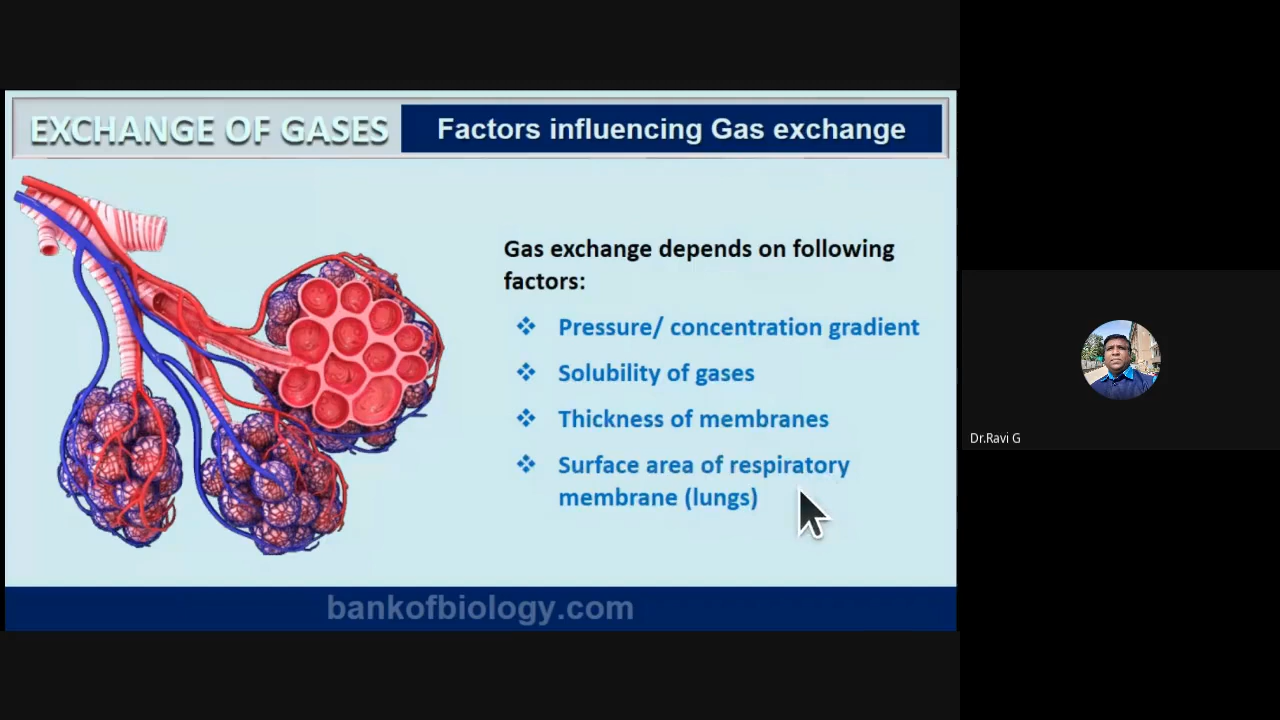 EXCHANGE OF GASES
Factors influencing Gas exchange
Gas exchange depends on following
factors:
Pressure/ concentration gradient
Solubility of gases
Thickness of membranes
Surface area of respiratory
membrane (lungs)
bankofbiology.com
Dr.Ravi G